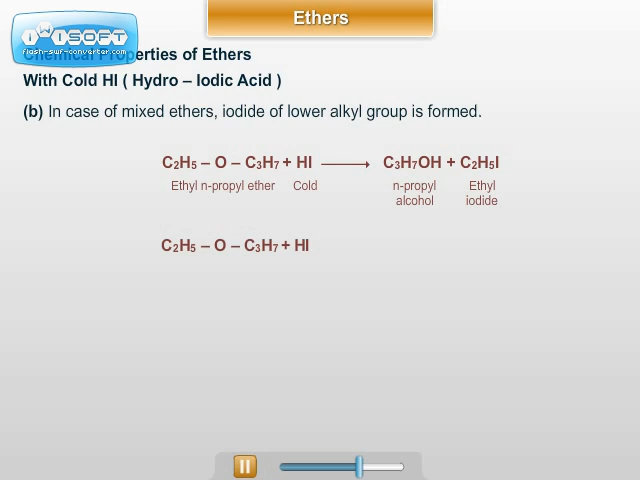 Ethers
iWiSOFT
flash-swf-converter.com
Chemical Properties of Ethers
With Cold HI ( Hydro – Iodic Acid )
(b) In case of mixed ethers, iodide of lower alkyl group is formed.
C₂H₅ – O – C₃H₇ + HI ⟶ C₃H₇OH + C₂H₅I
Ethyl n-propyl ether Cold n-propyl alcohol Ethyl iodide
C₂H₅ – O – C₃H₇ + HI